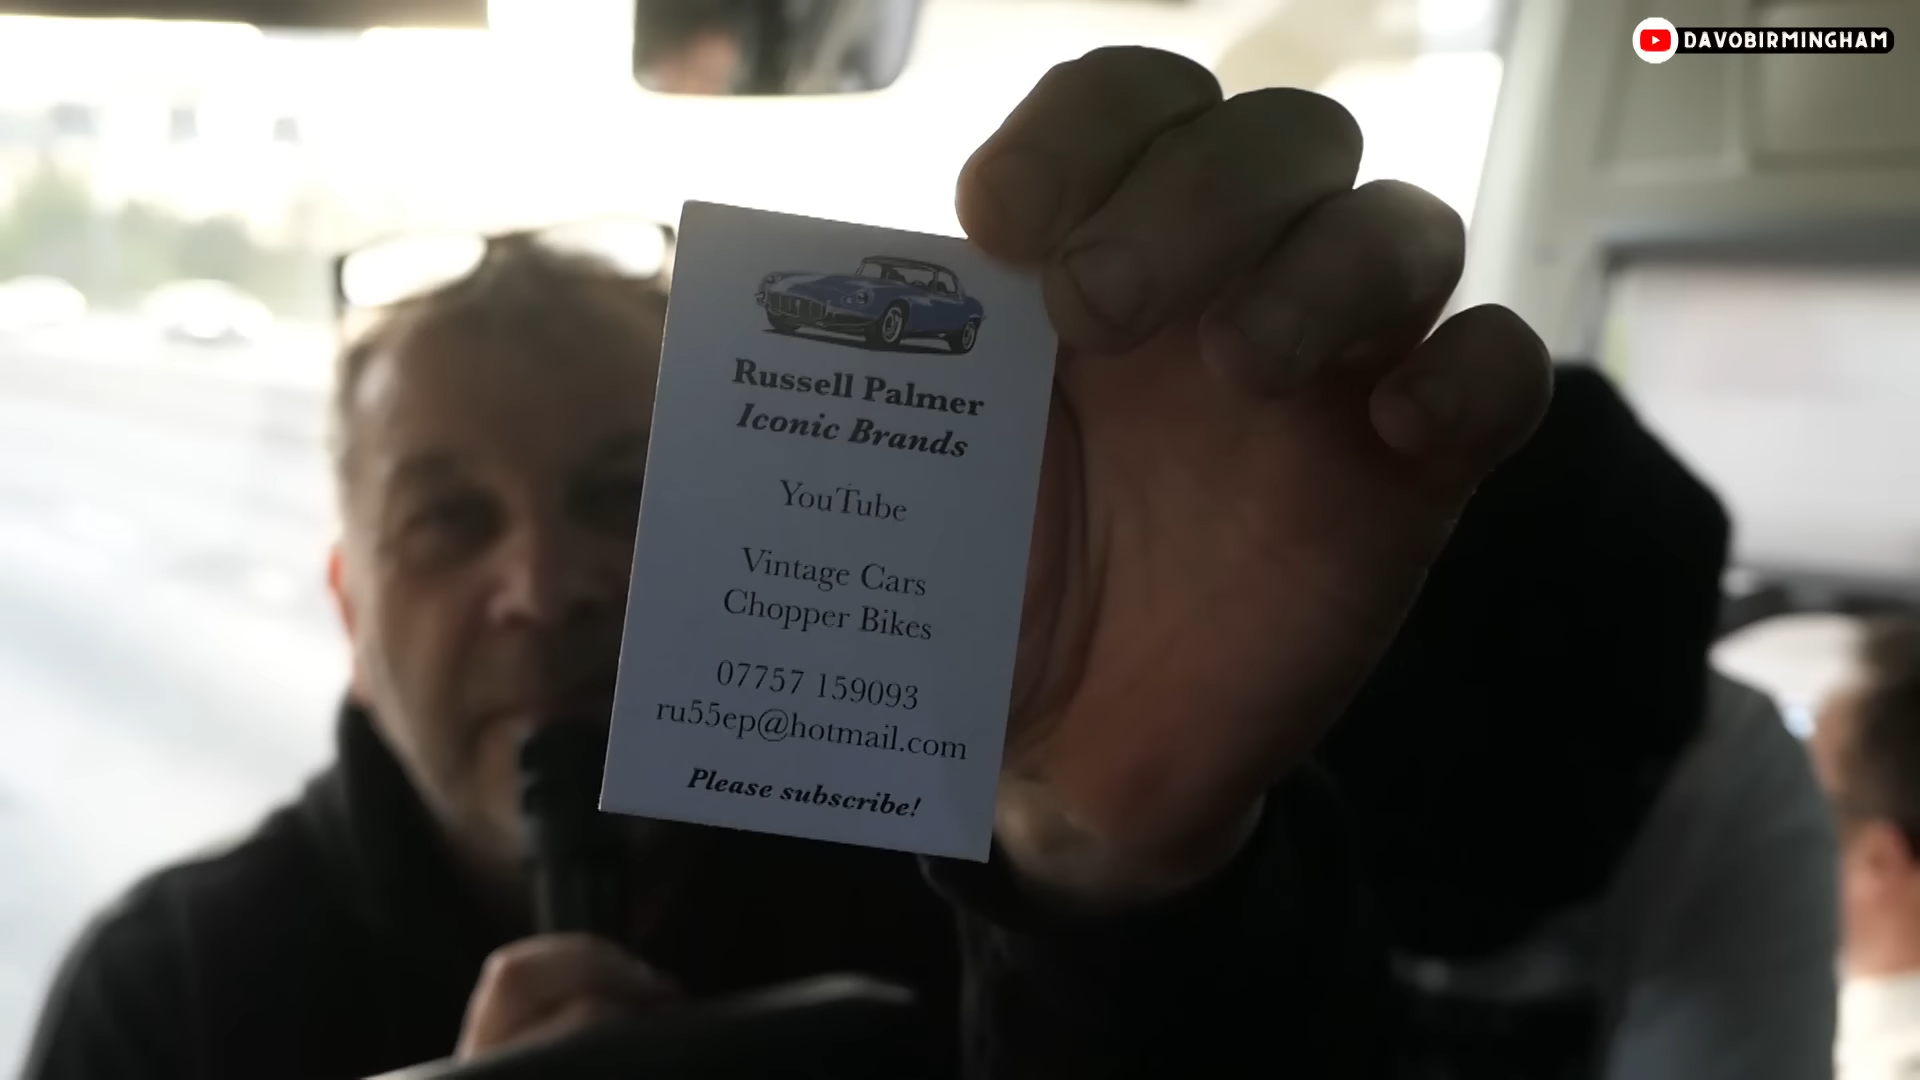 DAVOBIRMINGHAM
Russell Palmer
Iconic Brands
YouTube
Vintage Cars
Chopper Bikes
07757 159093
ru55ep@hotmail.com
Please subscribe!